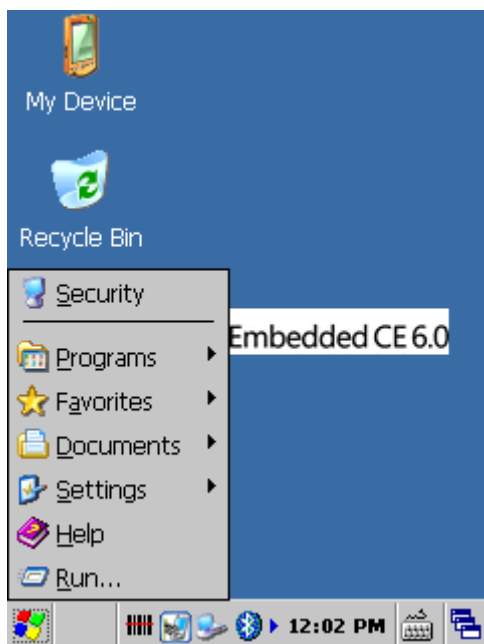 My Device
Recycle Bin
Security
Embedded CE 6.0
Programs
Favorites
Documents
Settings
Help
Run...
12:02 PM